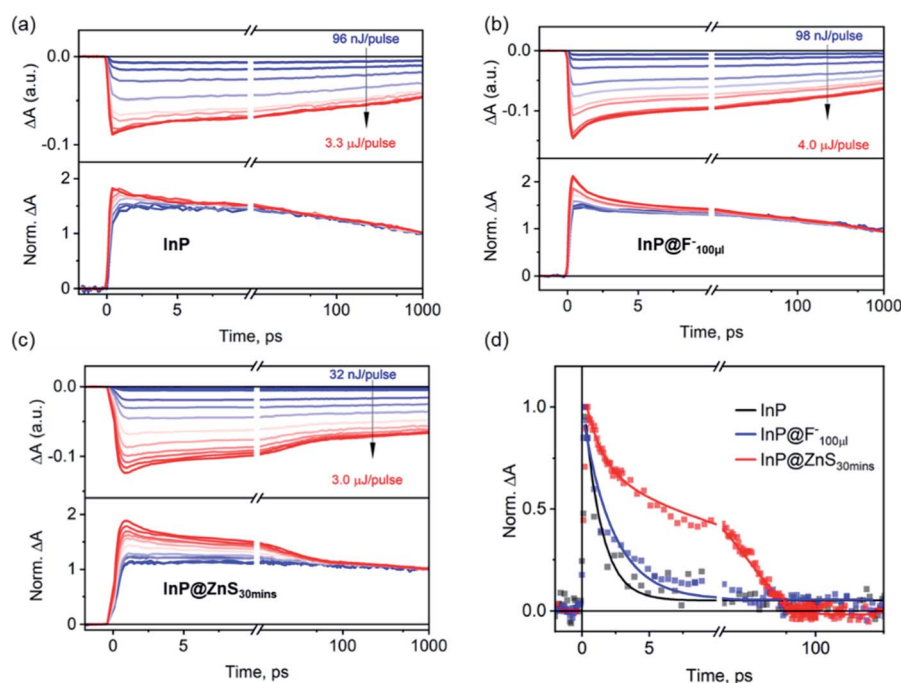 (a)
96 nJ/pulse
0.0
ΔA (a.u.)
-0.1
3.3 μJ/pulse
2
Norm. ΔA
1
InP
0
0 5 100 1000
Time, ps
(b)
98 nJ/pulse
0.0
ΔA (a.u.)
-0.1
4.0 μJ/pulse
2
Norm. ΔA
1
InP@F⁻100μl
0
0 5 100 1000
Time, ps
(c)
32 nJ/pulse
0.0
ΔA (a.u.)
-0.1
3.0 μJ/pulse
2
Norm. ΔA
1
InP@ZnS30mins
0
0 5 100 1000
Time, ps
(d)
1.0
InP
InP@F⁻100μl
InP@ZnS30mins
Norm. ΔA
0.5
0.0
0 5 100
Time, ps